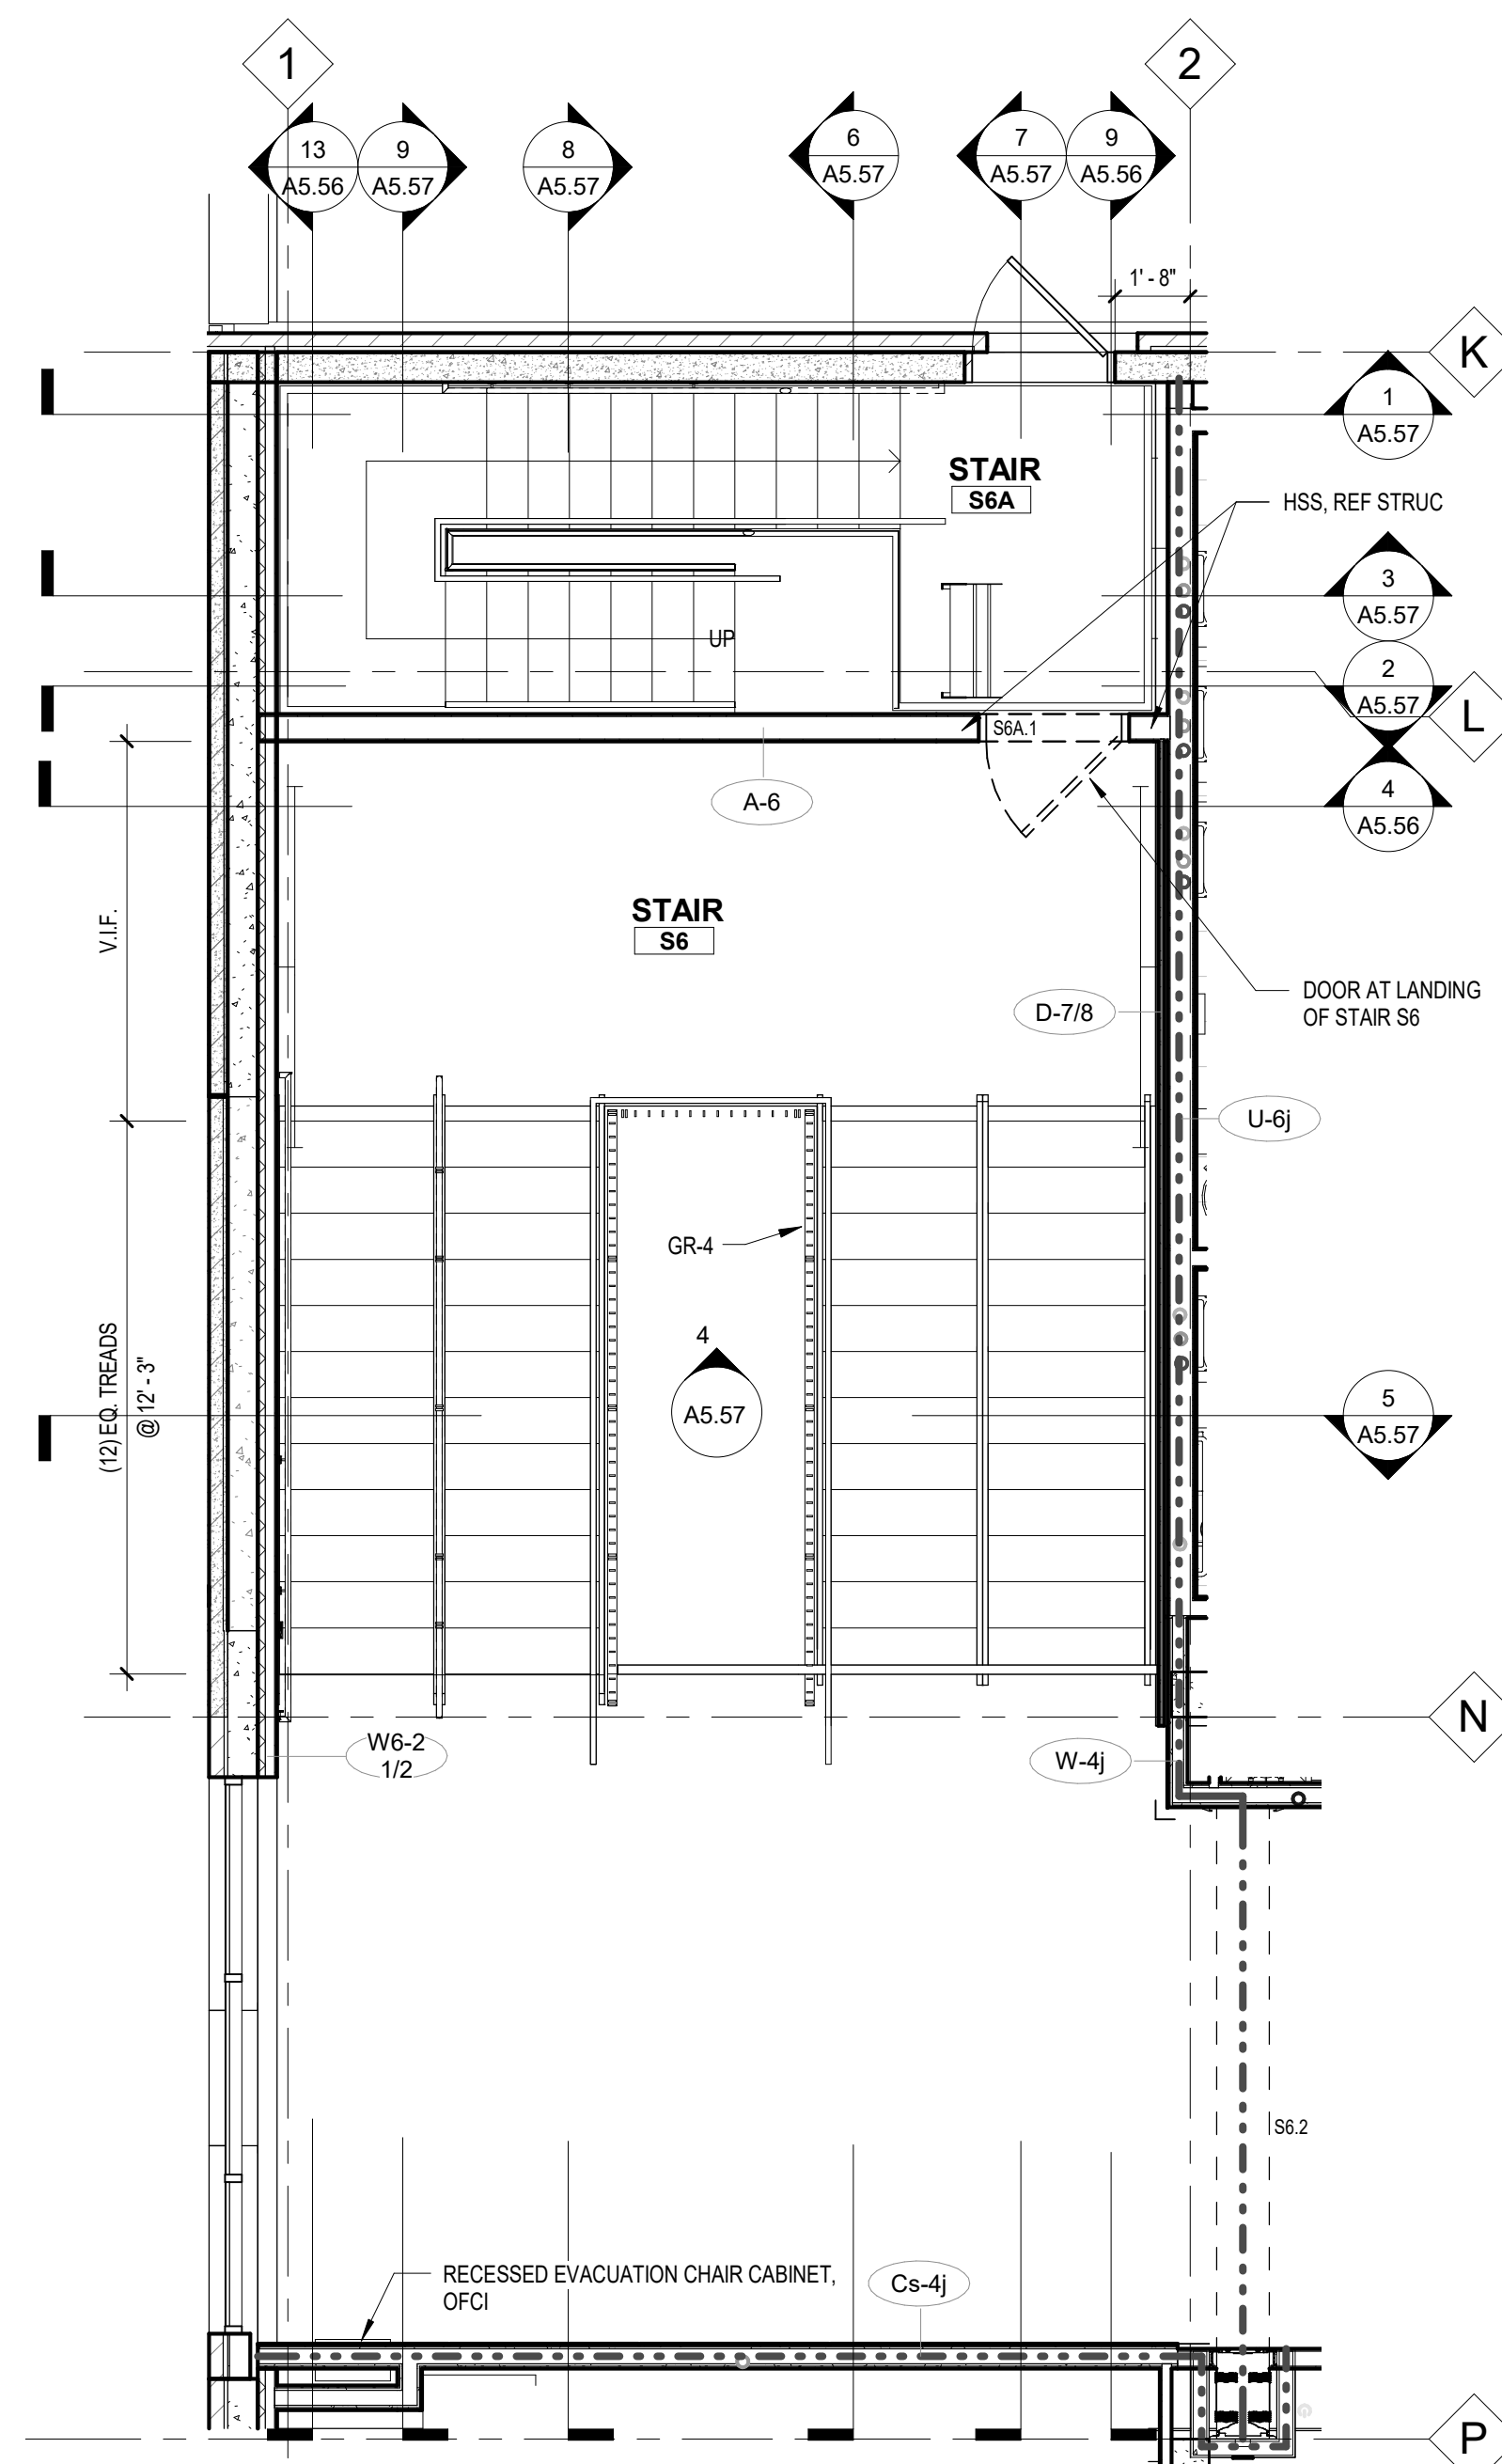 1
2
13
A5.56
9
A5.57
8
A5.57
6
A5.57
7
A5.57
9
A5.56
1' - 8"
K
1
A5.57
STAIR
S6A
HSS, REF STRUC
3
A5.57
UP
2
A5.57
L
S6A.1
A-6
4
A5.56
STAIR
S6
V.I.F.
DOOR AT LANDING
OF STAIR S6
D-7/8
U-6j
GR-4
4
A5.57
(12) EQ. TREADS
@ 12' - 3"
5
A5.57
N
W6-2
1/2
W-4j
S6.2
RECESSED EVACUATION CHAIR CABINET,
OFCI
Cs-4j
P